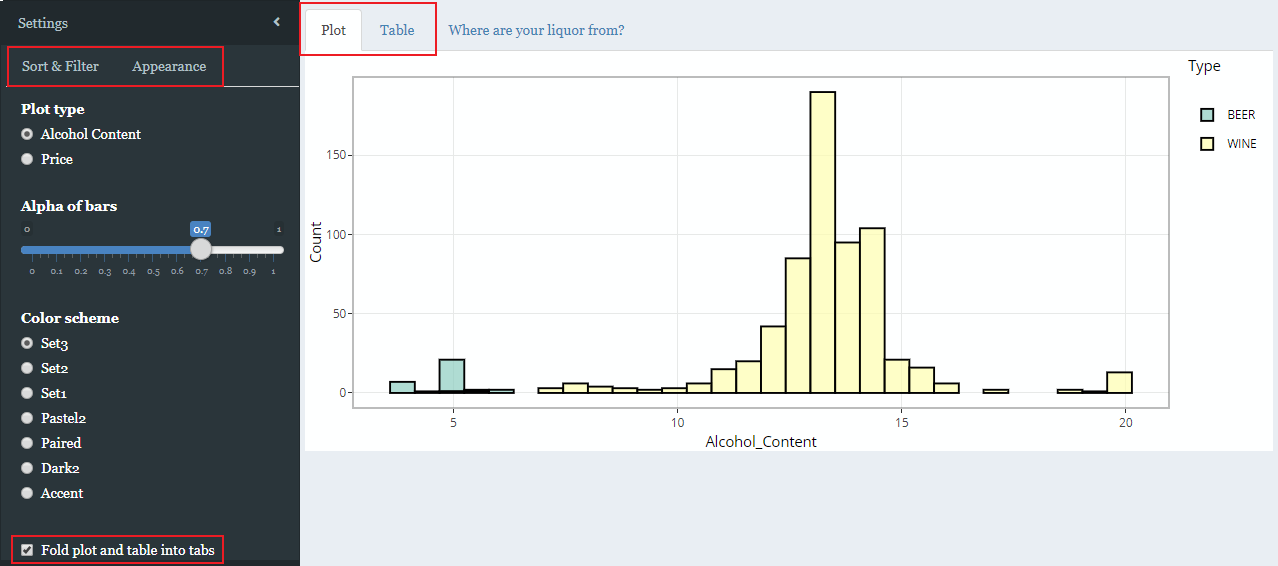 Settings
Sort & Filter Appearance
Plot type
Alcohol Content
Price
Alpha of bars
0 0.7 1
0 0.1 0.2 0.3 0.4 0.5 0.6 0.7 0.8 0.9 1
Color scheme
Set3
Set2
Set1
Pastel2
Paired
Dark2
Accent
Fold plot and table into tabs
Plot Table Where are your liquor from?
Type
BEER
WINE
Count
150
100
50
0
5 10 15 20
Alcohol_Content